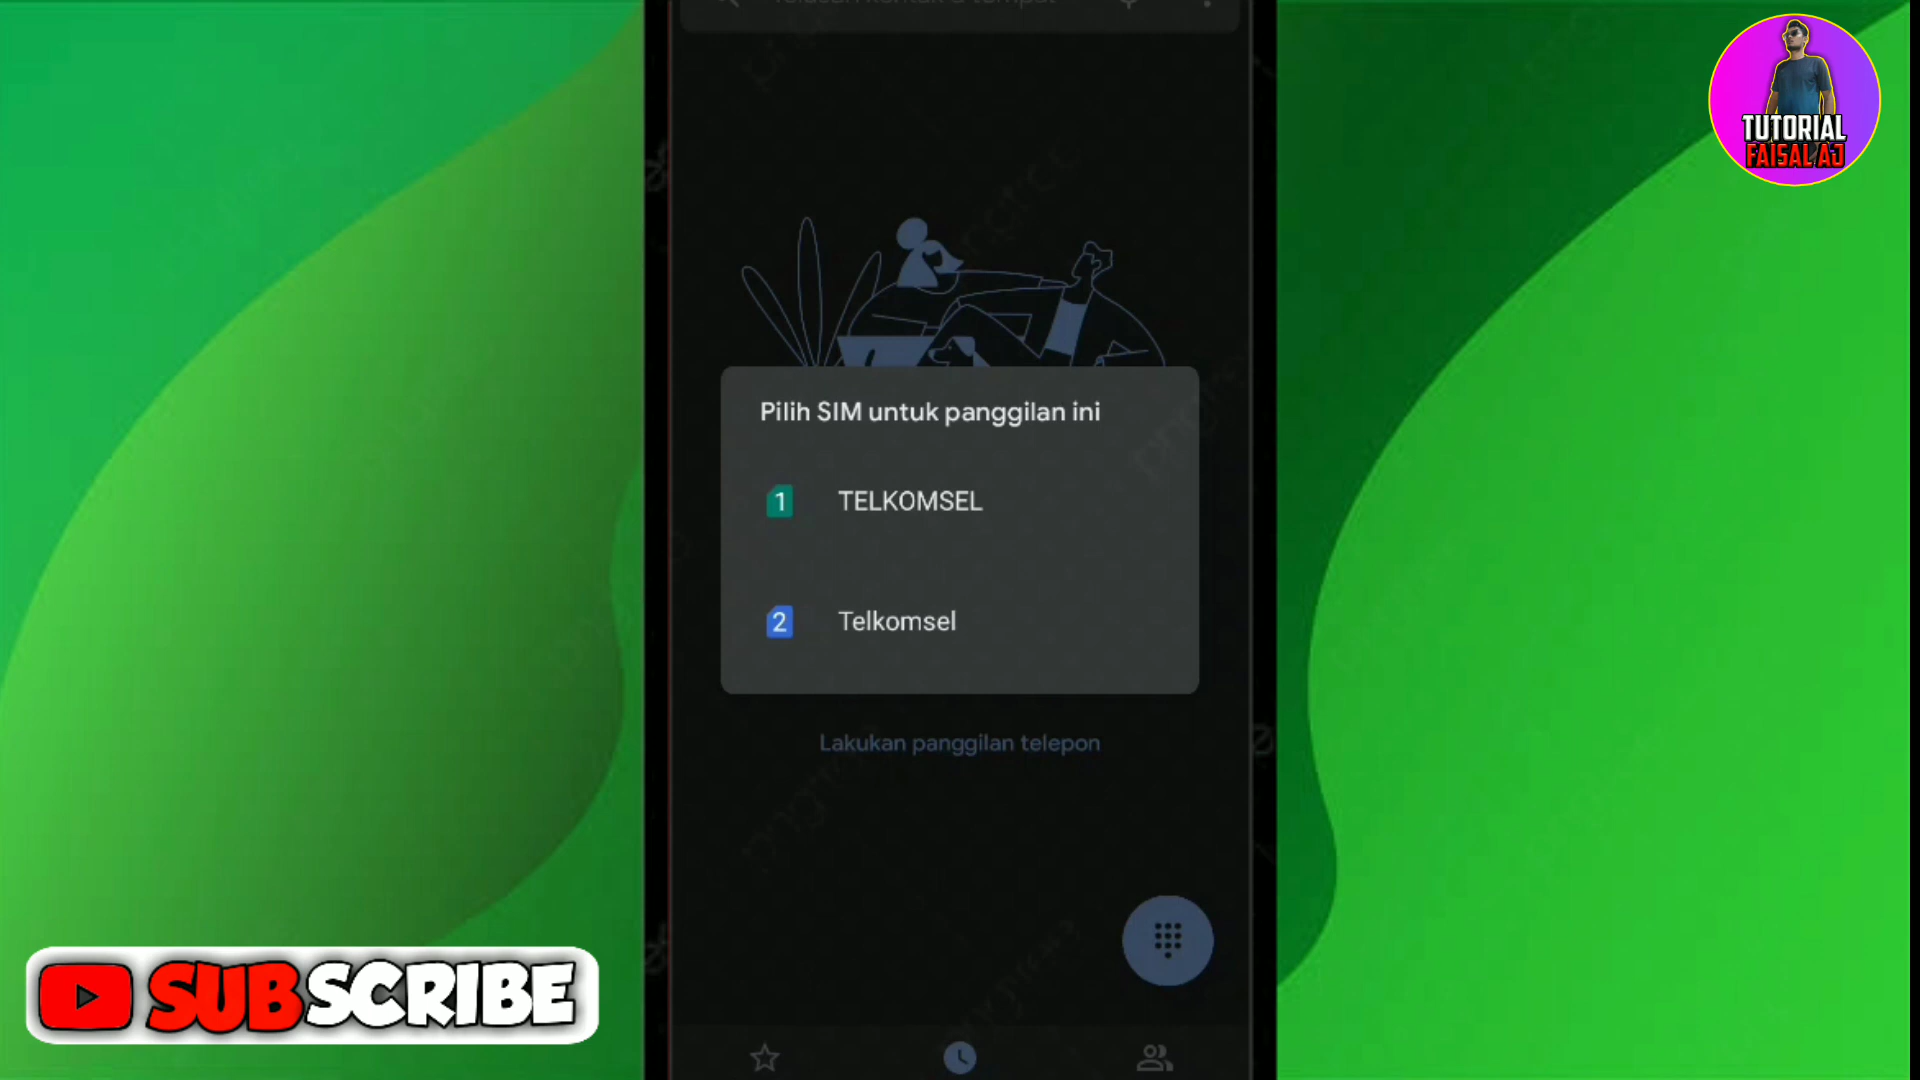 TUTORIAL
FAISAL AJ
Pilih SIM untuk panggilan ini
1 TELKOMSEL
2 Telkomsel
Lakukan panggilan telepon
SUBSCRIBE